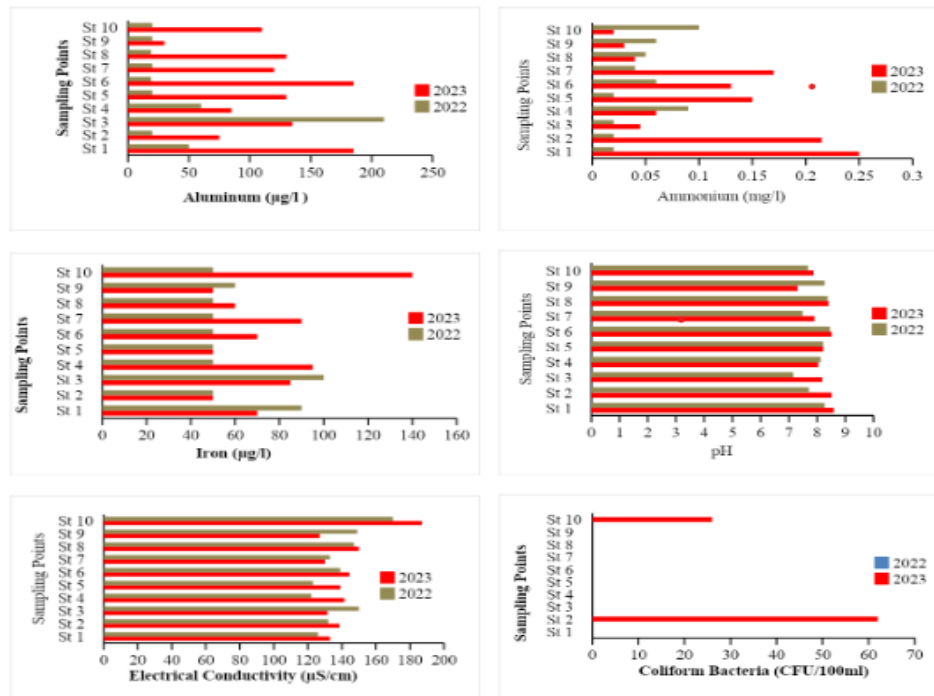 Sampling Points
St 10
St 9
St 8
St 7
St 6
St 5
St 4
St 3
St 2
St 1
2023
2022
0 50 100 150 200 250
Aluminum (µg/l )
Sampling Points
St 10
St 9
St 8
St 7
St 6
St 5
St 4
St 3
St 2
St 1
2023
2022
0 0.05 0.1 0.15 0.2 0.25 0.3
Ammonium (mg/l)
Sampling Points
St 10
St 9
St 8
St 7
St 6
St 5
St 4
St 3
St 2
St 1
2023
2022
0 20 40 60 80 100 120 140 160
Iron (µg/l)
Sampling Points
St 10
St 9
St 8
St 7
St 6
St 5
St 4
St 3
St 2
St 1
2023
2022
0 1 2 3 4 5 6 7 8 9 10
pH
Sampling Points
St 10
St 9
St 8
St 7
St 6
St 5
St 4
St 3
St 2
St 1
2023
2022
0 20 40 60 80 100 120 140 160 180 200
Electrical Conductivity (µS/cm)
Sampling Points
St 10
St 9
St 8
St 7
St 6
St 5
St 4
St 3
St 2
St 1
2022
2023
0 10 20 30 40 50 60 70
Coliform Bacteria (CFU/100ml)